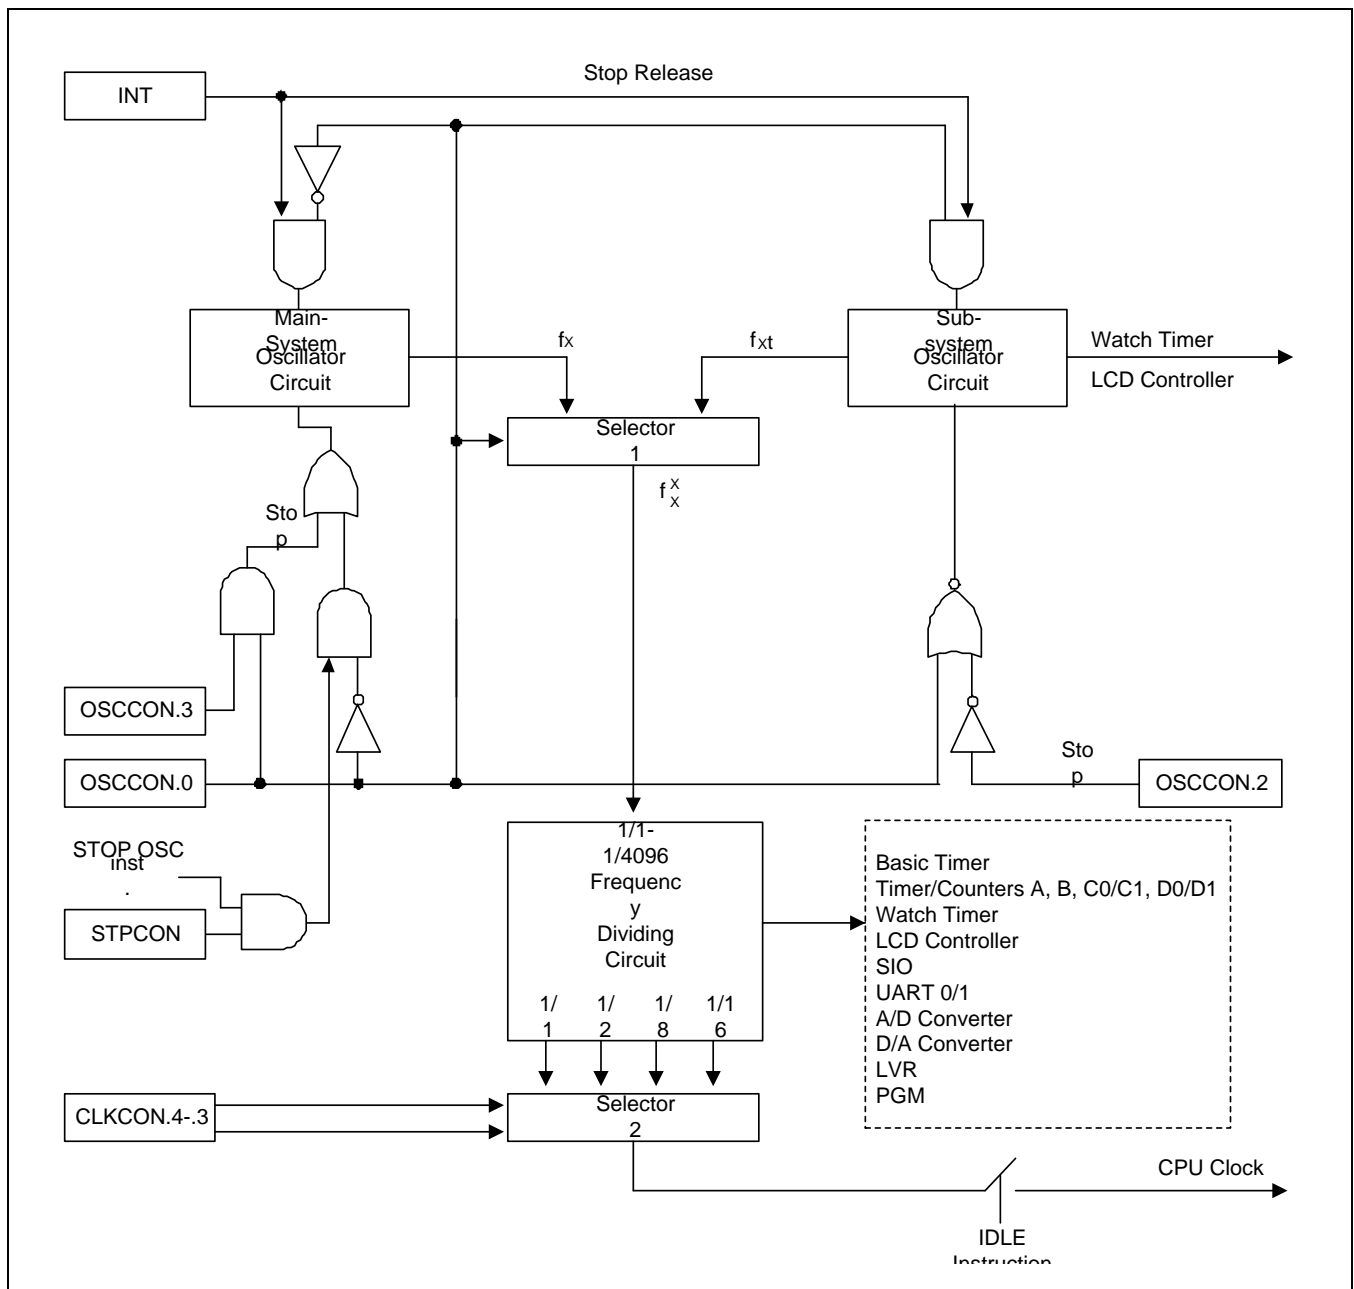 Stop Release
INT
Main-
System
Oscillator
Circuit
fx
fxt
Sub-
system
Oscillator
Circuit
Watch Timer
LCD Controller
Selector
1
f X
X
Sto
p
OSCCON.3
OSCCON.0
Sto
p
OSCCON.2
STOP OSC
inst
.
STPCON
1/1-
1/4096
Frequenc
y
Dividing
Circuit
1/ 1/ 1/ 1/1
1 2 8 6
Basic Timer
Timer/Counters A, B, C0/C1, D0/D1
Watch Timer
LCD Controller
SIO
UART 0/1
A/D Converter
D/A Converter
LVR
PGM
CLKCON.4-.3
Selector
2
CPU Clock
IDLE
Instruction